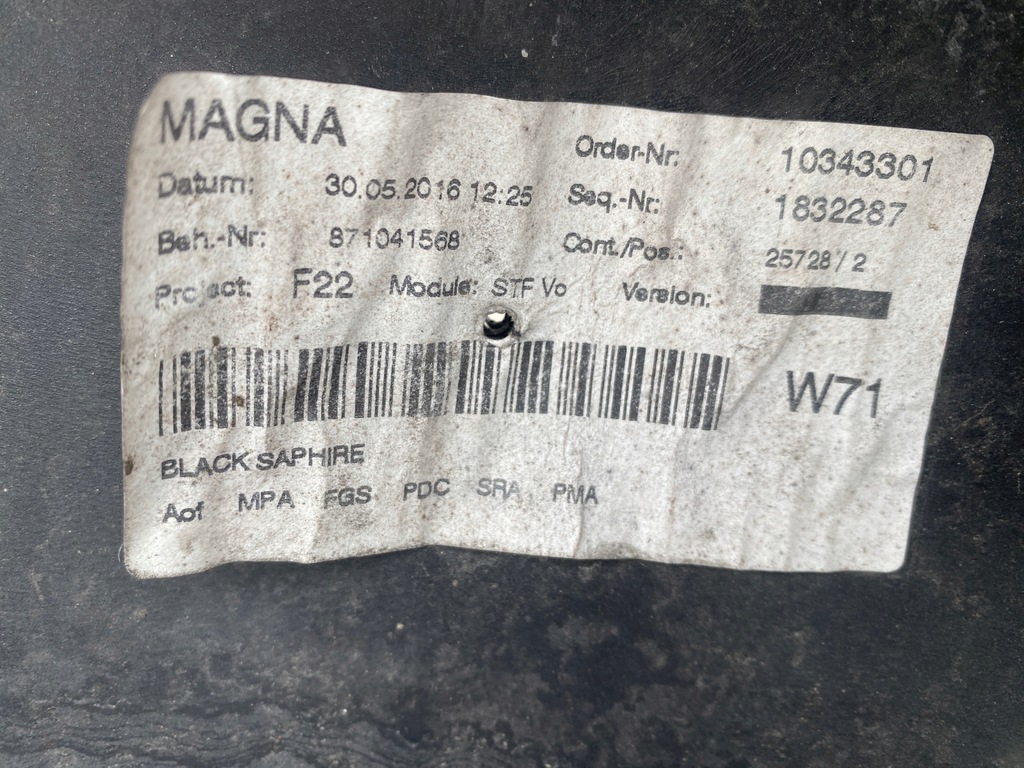 MAGNA
Order-Nr: 10343301
Datum: 30.05.2016 12:25
Seq.-Nr: 1832287
Beh.-Nr: 871041568
Cont./Pos.: 25728 / 2
Project: F22 Module: STF Vo Version:
W71
BLACK SAPHIRE
Aof MPA FGS PDC SRA PMA